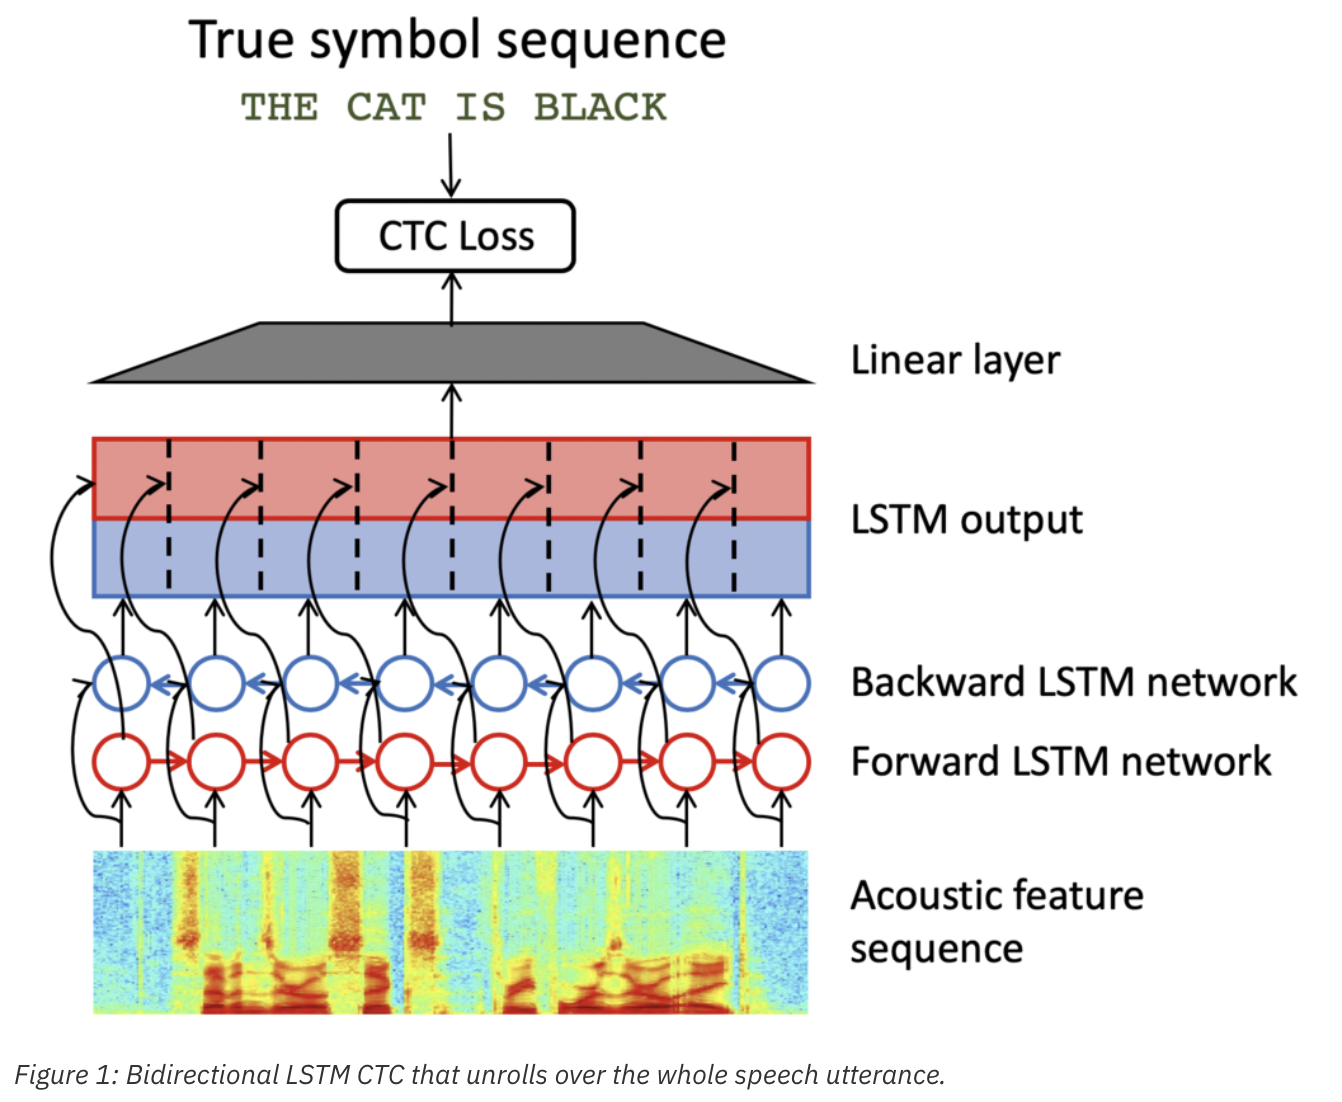 True symbol sequence
THE CAT IS BLACK
CTC Loss
Linear layer
LSTM output
Backward LSTM network
Forward LSTM network
Acoustic feature
sequence
Figure 1: Bidirectional LSTM CTC that unrolls over the whole speech utterance.